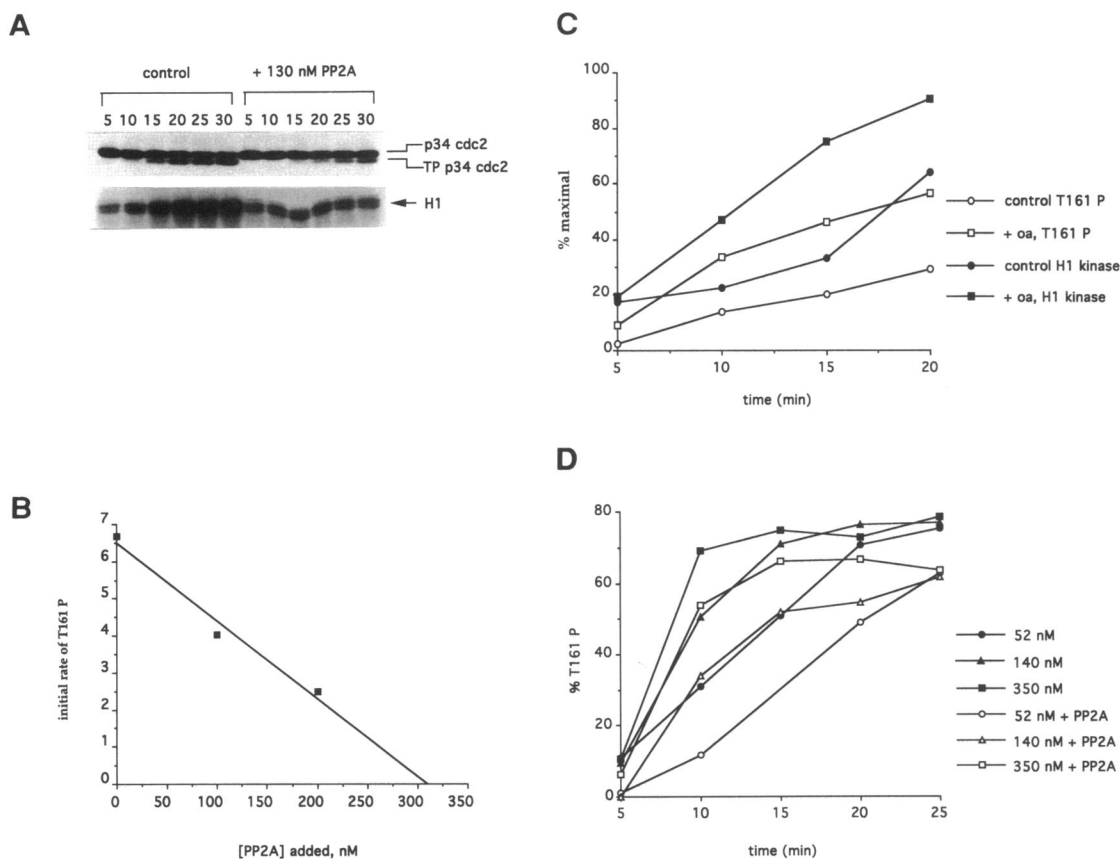 A
control + 130 nM PP2A
5 10 15 20 25 30 5 10 15 20 25 30
p34 cdc2
TP p34 cdc2
H1
B
7
6
5
4
3
2
1
0
initial rate of T161 P
0 50 100 150 200 250 300 350
[PP2A] added, nM
C
100
80
60
40
20
0
% maximal
5 10 15 20
time (min)
control T161 P
+ oa, T161 P
control H1 kinase
+ oa, H1 kinase
D
80
60
40
20
0
% T161 P
5 10 15 20 25
time (min)
52 nM
140 nM
350 nM
52 nM + PP2A
140 nM + PP2A
350 nM + PP2A